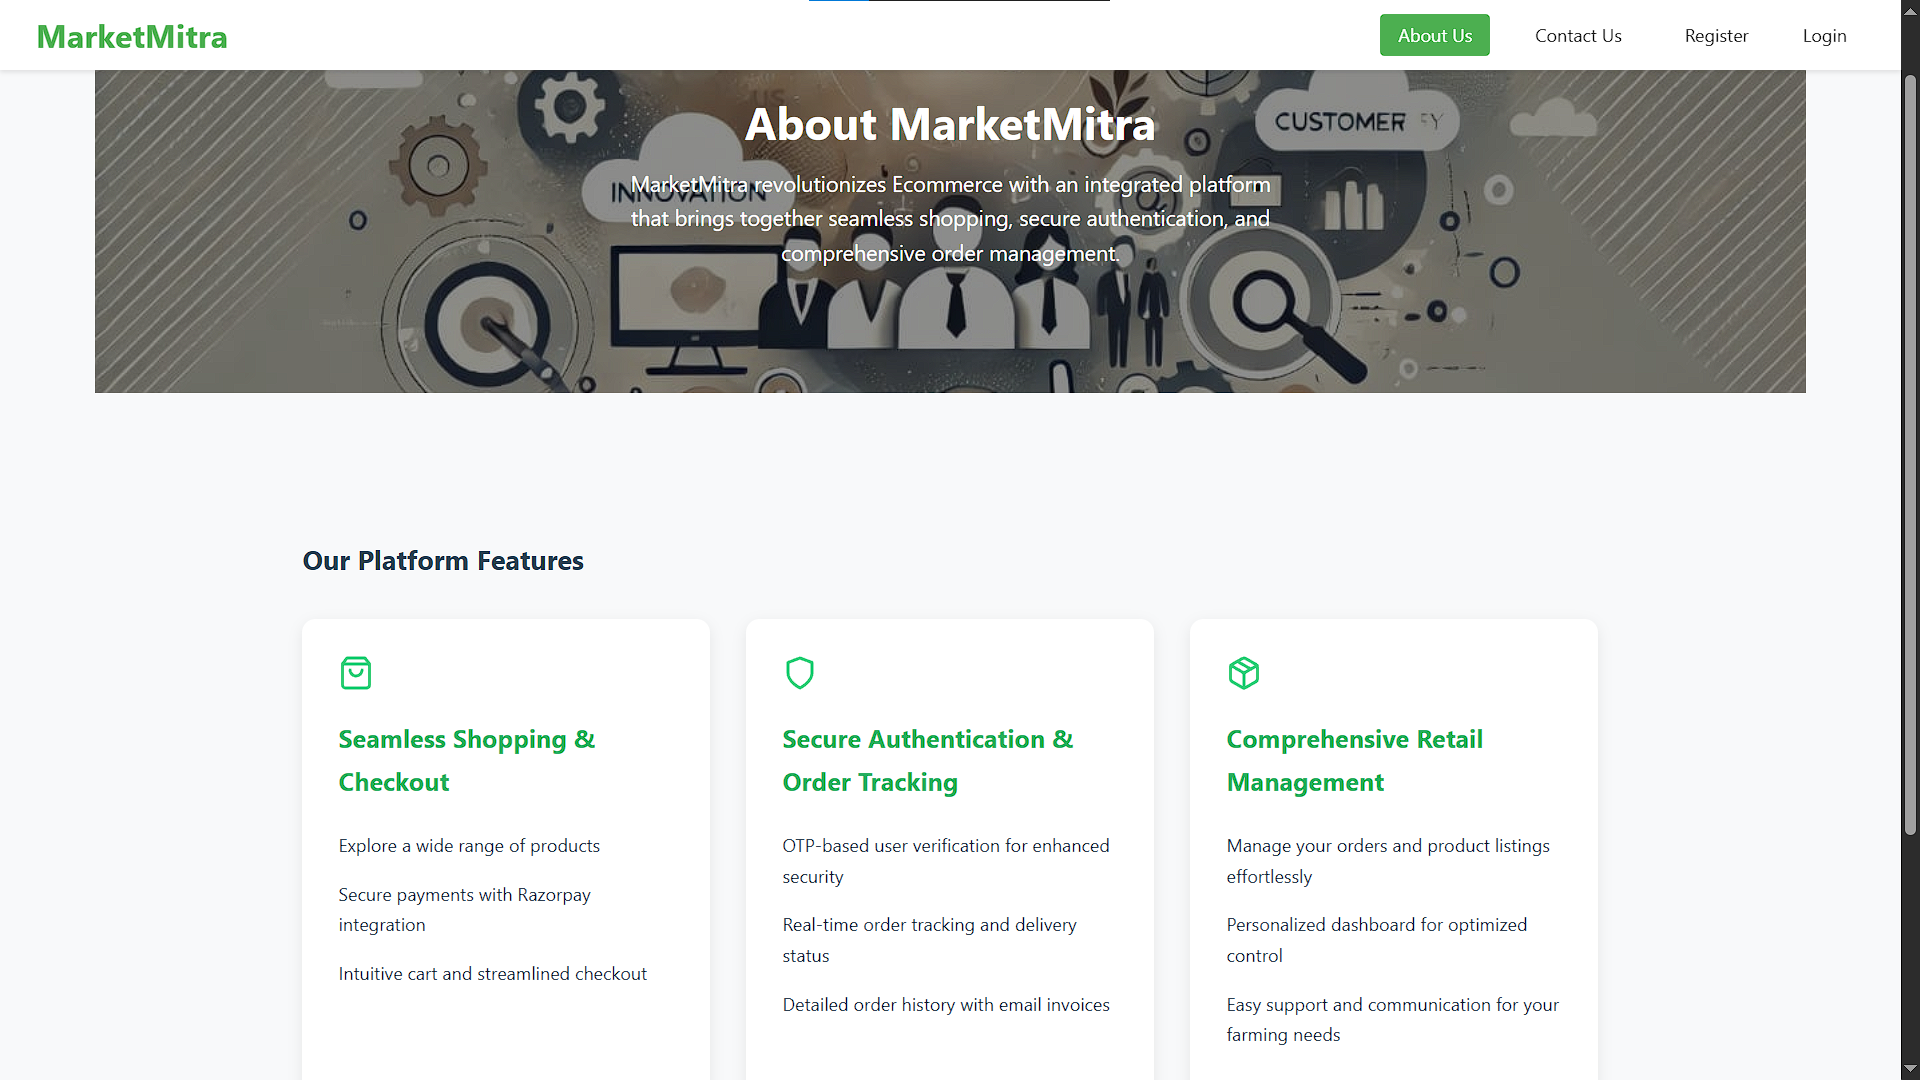 MarketMitra
About Us
Contact Us
Register
Login
About MarketMitra
CUSTOMER
INNOVATION
MarketMitra revolutionizes Ecommerce with an integrated platform
that brings together seamless shopping, secure authentication, and
comprehensive order management.
Our Platform Features
Seamless Shopping &
Checkout
Explore a wide range of products
Secure payments with Razorpay
integration
Intuitive cart and streamlined checkout
Secure Authentication &
Order Tracking
OTP-based user verification for enhanced
security
Real-time order tracking and delivery
status
Detailed order history with email invoices
Comprehensive Retail
Management
Manage your orders and product listings
effortlessly
Personalized dashboard for optimized
control
Easy support and communication for your
farming needs